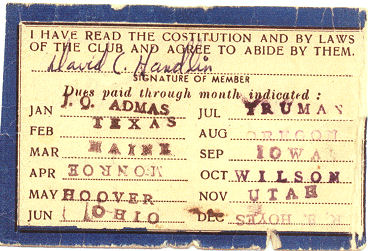 I HAVE READ THE COSTITUTION AND BY LAWS
OF THE CLUB AND AGREE TO ABIDE BY THEM.
David C. Handlin
SIGNATURE OF MEMBER
Dues paid through month indicated :
JAN J.Q. ADMAS
FEB TEXAS
MAR MAINE
APR MONROE
MAY HOOVER
JUN OHIO
JUL TRUMAN
AUG OREGON
SEP IOWA
OCT WILSON
NOV UTAH
DEC